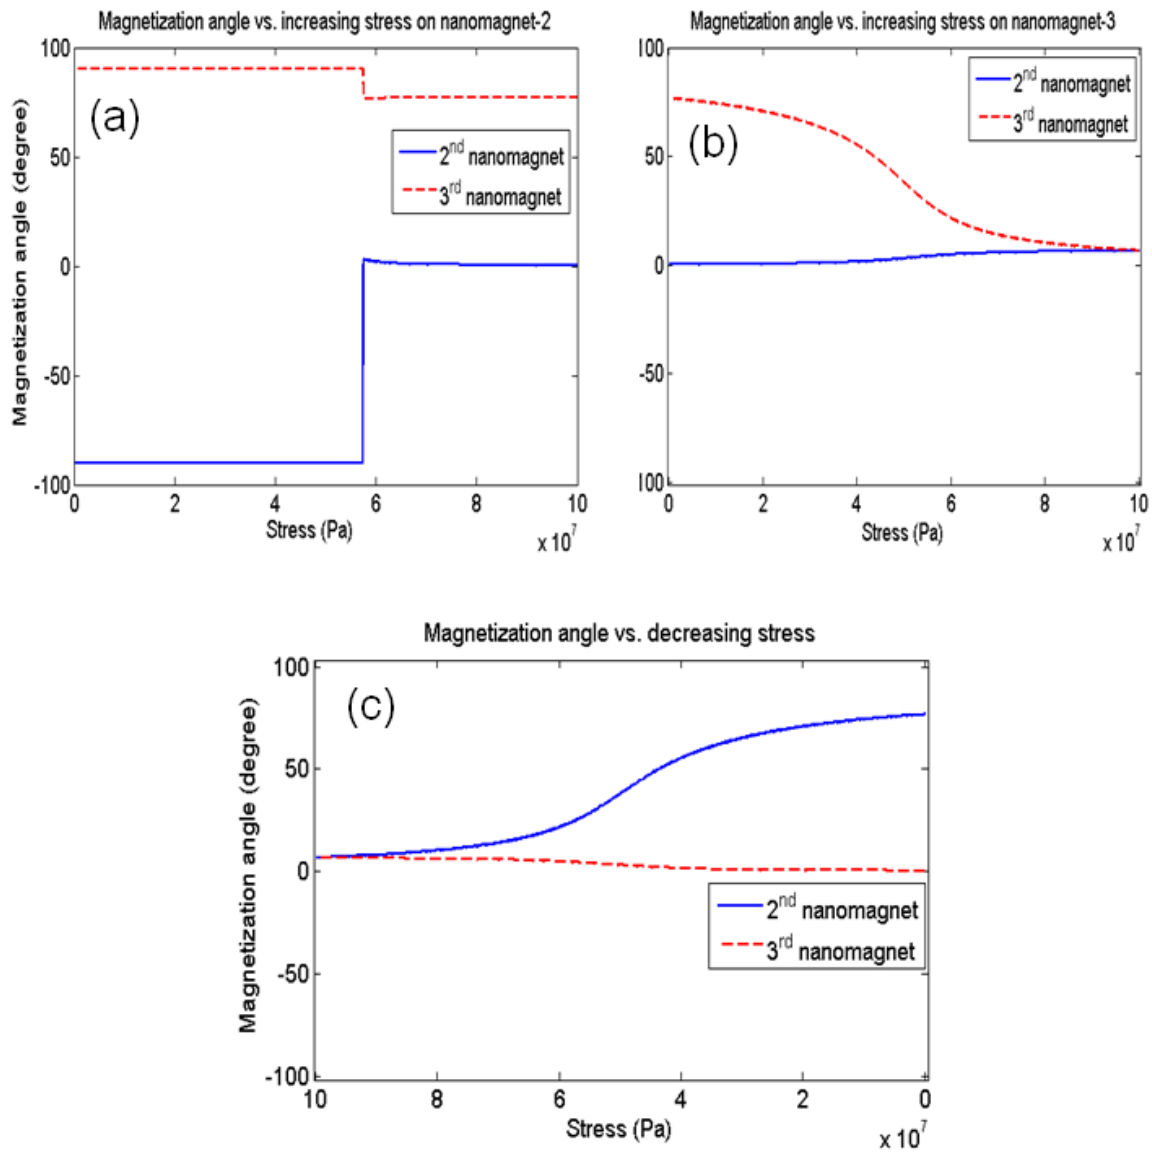 Magnetization angle vs. increasing stress on nanomagnet-2
Magnetization angle (degree)
100
50
0
-50
-100
(a)
2nd nanomagnet
3rd nanomagnet
0 2 4 6 8 10
Stress (Pa)
x 10^7
Magnetization angle vs. increasing stress on nanomagnet-3
100
50
0
-50
100
(b)
2nd nanomagnet
3rd nanomagnet
0 2 4 6 8 10
Stress (Pa)
x 10^7
Magnetization angle vs. decreasing stress
Magnetization angle (degree)
100
50
0
-50
-100
(c)
2nd nanomagnet
3rd nanomagnet
10 8 6 4 2 0
Stress (Pa)
x 10^7